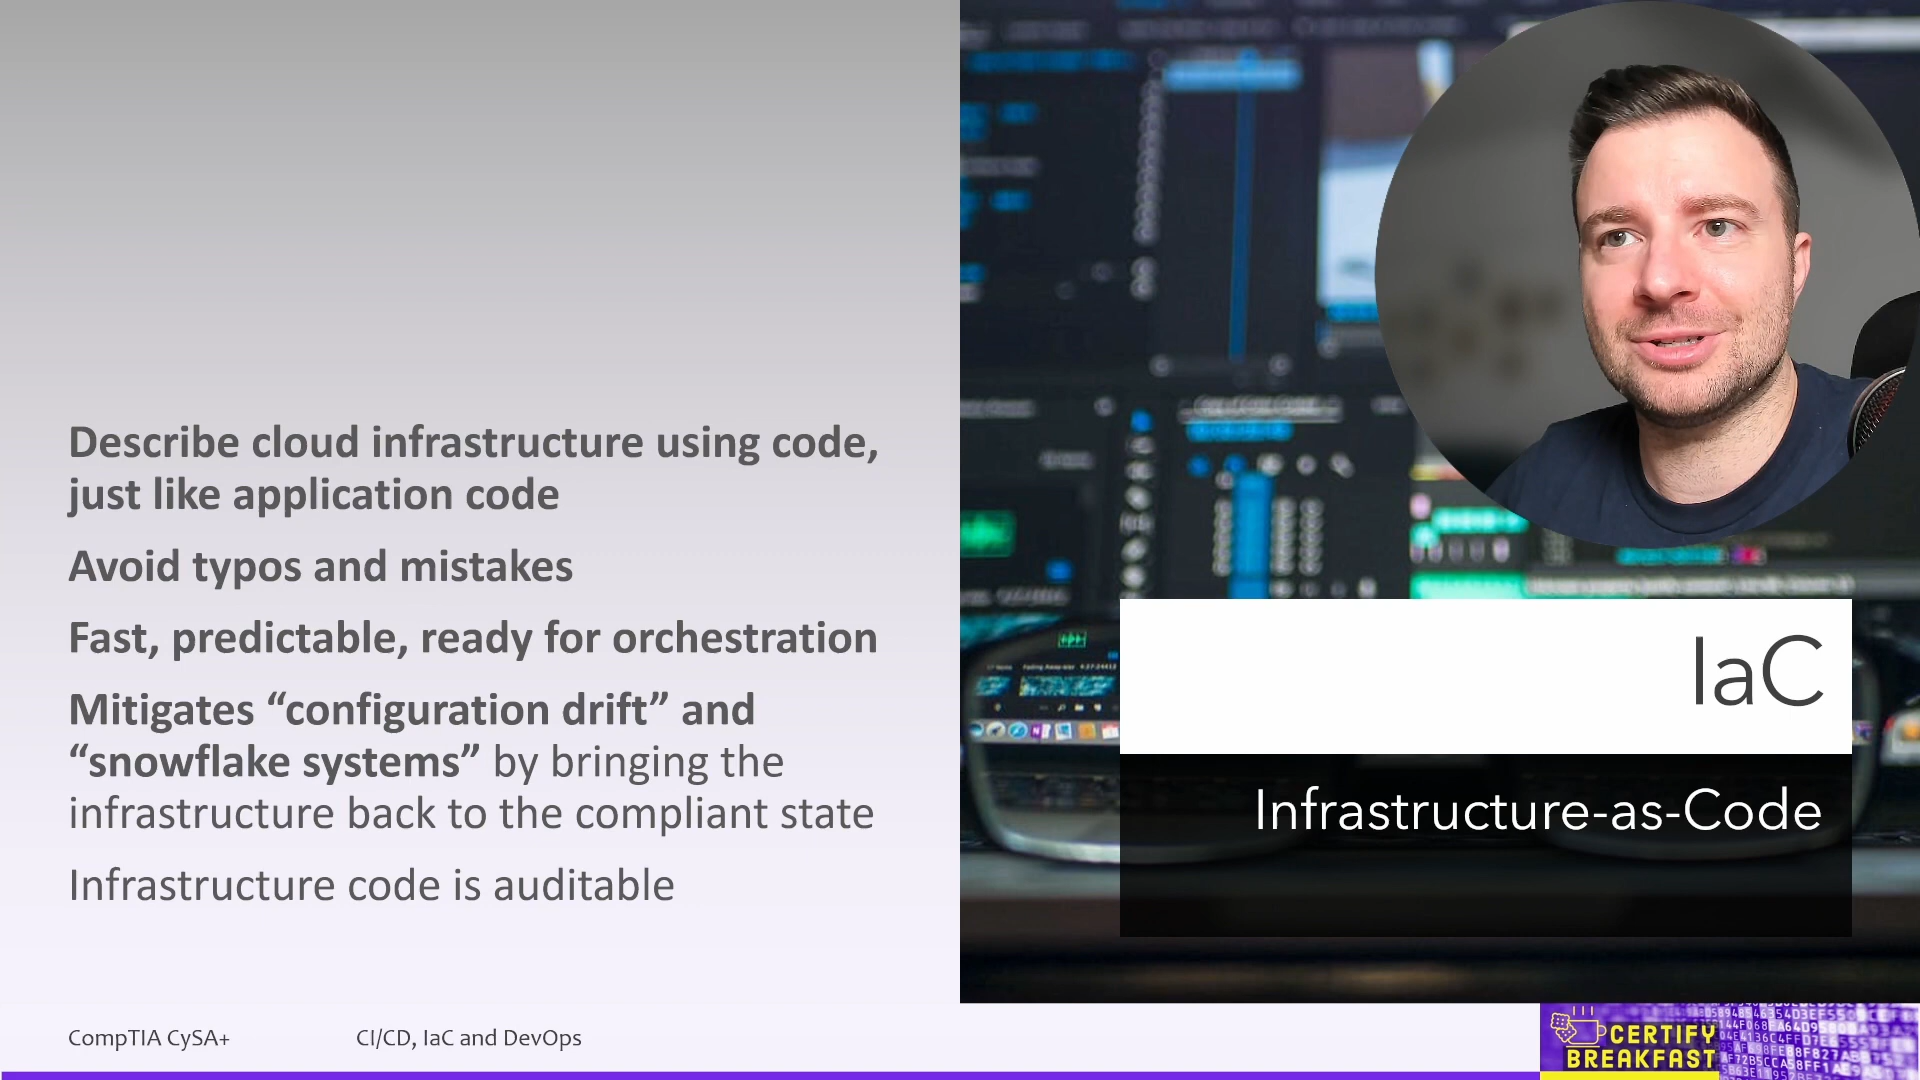 Describe cloud infrastructure using code,
just like application code
Avoid typos and mistakes
Fast, predictable, ready for orchestration
Mitigates “configuration drift” and
“snowflake systems” by bringing the
infrastructure back to the compliant state
Infrastructure code is auditable
IaC
Infrastructure-as-Code
CompTIA CySA+
CI/CD, IaC and DevOps
CERTIFY
BREAKFAST